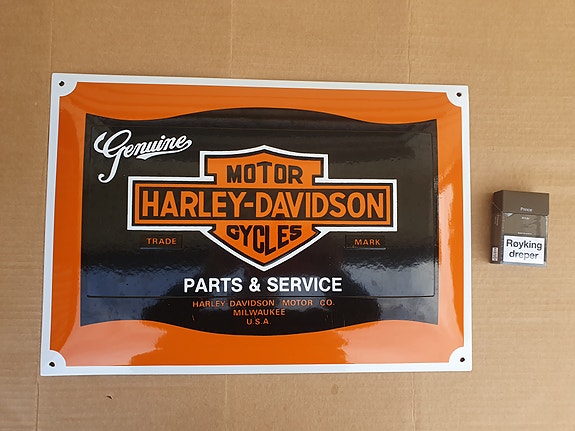 Genuine
MOTOR
HARLEY-DAVIDSON
CYCLES
TRADE
MARK
PARTS & SERVICE
HARLEY-DAVIDSON MOTOR CO.
MILWAUKEE
U.S.A.
Prince
Røyking
dreper